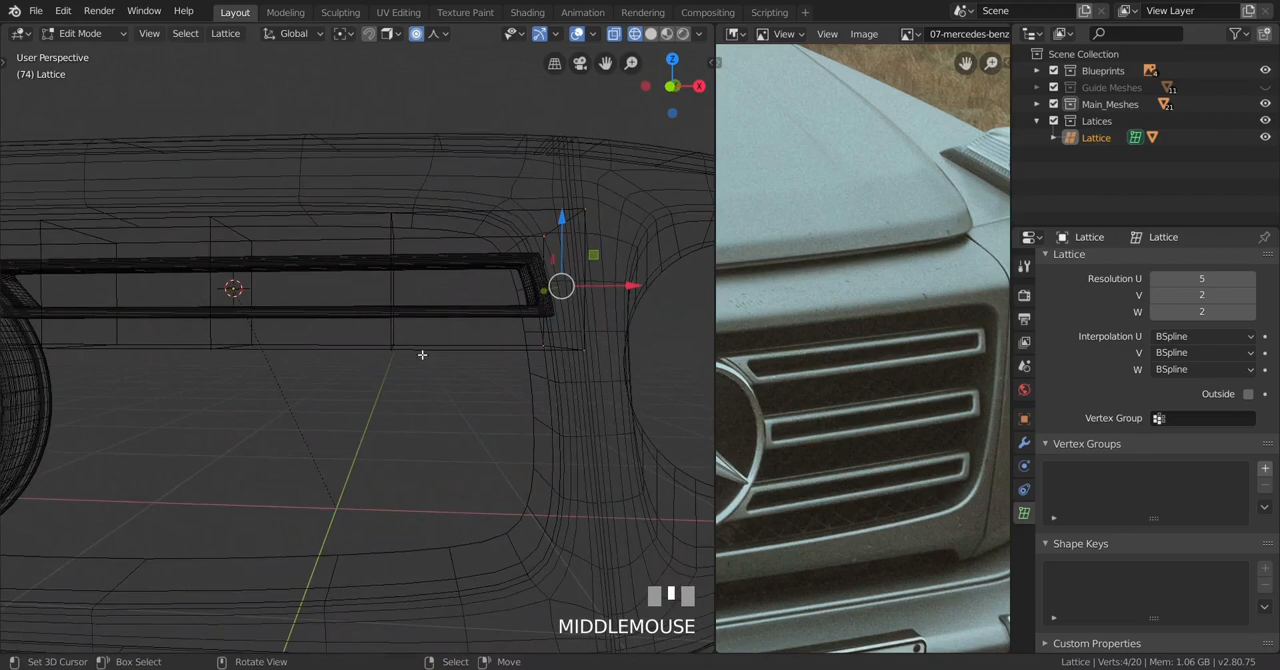 File Edit Render Window Help Layout Modeling Sculpting UV Editing Texture Paint Shading Animation Rendering Compositing Scripting + Scene View Layer
Edit Mode View Select Lattice Global View View Image 07-mercedes-benz
User Perspective
(74) Lattice
Scene Collection
Blueprints 4
Guide Meshes 11
Main_Meshes 21
Latices
Lattice
Z
X
Lattice Lattice
Lattice
Resolution U 5
V 2
W 2
Interpolation U BSpline
V BSpline
W BSpline
Outside
Vertex Group
Vertex Groups
Shape Keys
Custom Properties
MIDDLEMOUSE
Set 3D Cursor Box Select Rotate View Select Move Lattice | Verts:4/20 | Mem: 1.06 GB | v2.80.75